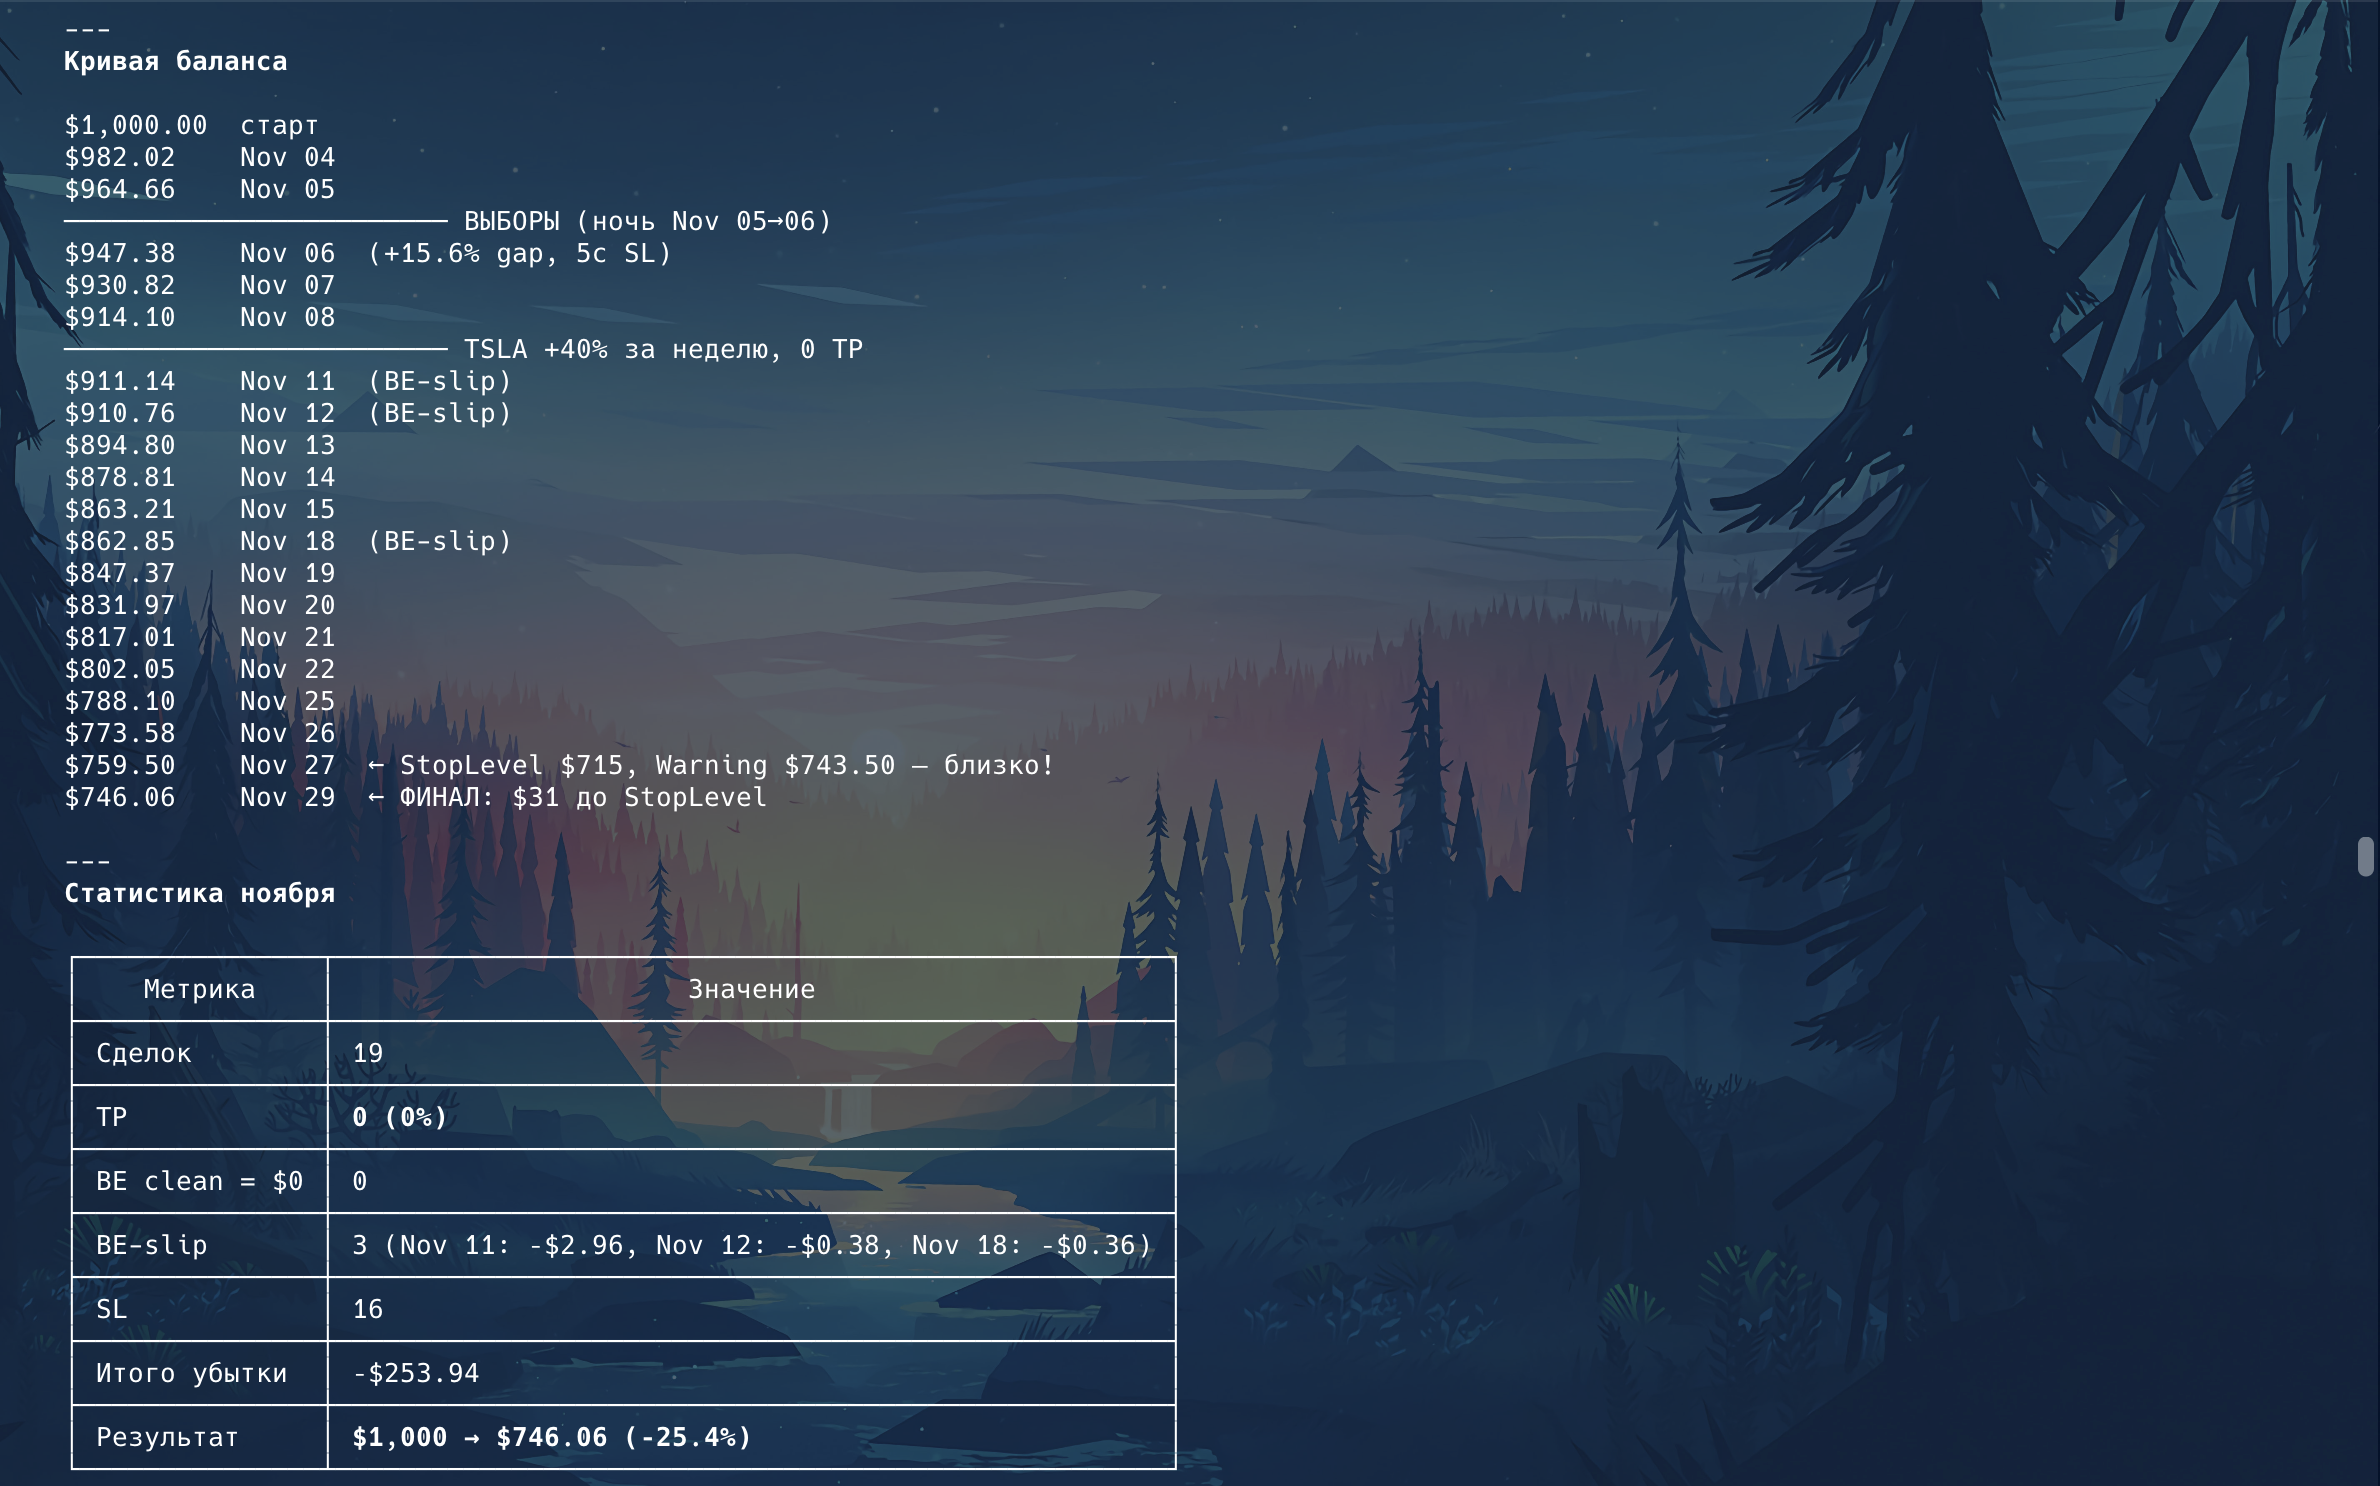 ---
Кривая баланса
$1,000.00 старт
$982.02 Nov 04
$964.66 Nov 05
──────────────────────── ВЫБОРЫ (ночь Nov 05→06)
$947.38 Nov 06 (+15.6% gap, 5с SL)
$930.82 Nov 07
$914.10 Nov 08
──────────────────────── TSLA +40% за неделю, 0 TP
$911.14 Nov 11 (BE-slip)
$910.76 Nov 12 (BE-slip)
$894.80 Nov 13
$878.81 Nov 14
$863.21 Nov 15
$862.85 Nov 18 (BE-slip)
$847.37 Nov 19
$831.97 Nov 20
$817.01 Nov 21
$802.05 Nov 22
$788.10 Nov 25
$773.58 Nov 26
$759.50 Nov 27 ← StopLevel $715, Warning $743.50 — близко!
$746.06 Nov 29 ← ФИНАЛ: $31 до StopLevel
---
Статистика ноября
Метрика Значение
Сделок 19
TP 0 (0%)
BE clean = $0 0
BE-slip 3 (Nov 11: -$2.96, Nov 12: -$0.38, Nov 18: -$0.36)
SL 16
Итого убытки -$253.94
Результат $1,000 → $746.06 (-25.4%)